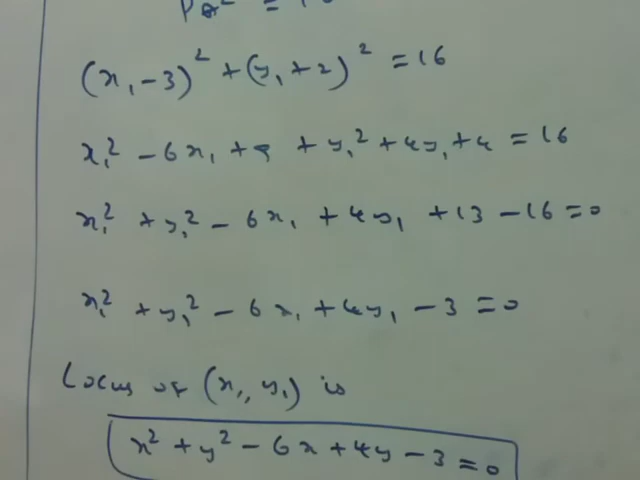 (x₁ - 3)² + (y₁ + 2)² = 16
x₁² - 6x₁ + 9 + y₁² + 4y₁ + 4 = 16
x₁² + y₁² - 6x₁ + 4y₁ + 13 - 16 = 0
x₁² + y₁² - 6x₁ + 4y₁ - 3 = 0
Locus of (x₁, y₁) is
x² + y² - 6x + 4y - 3 = 0